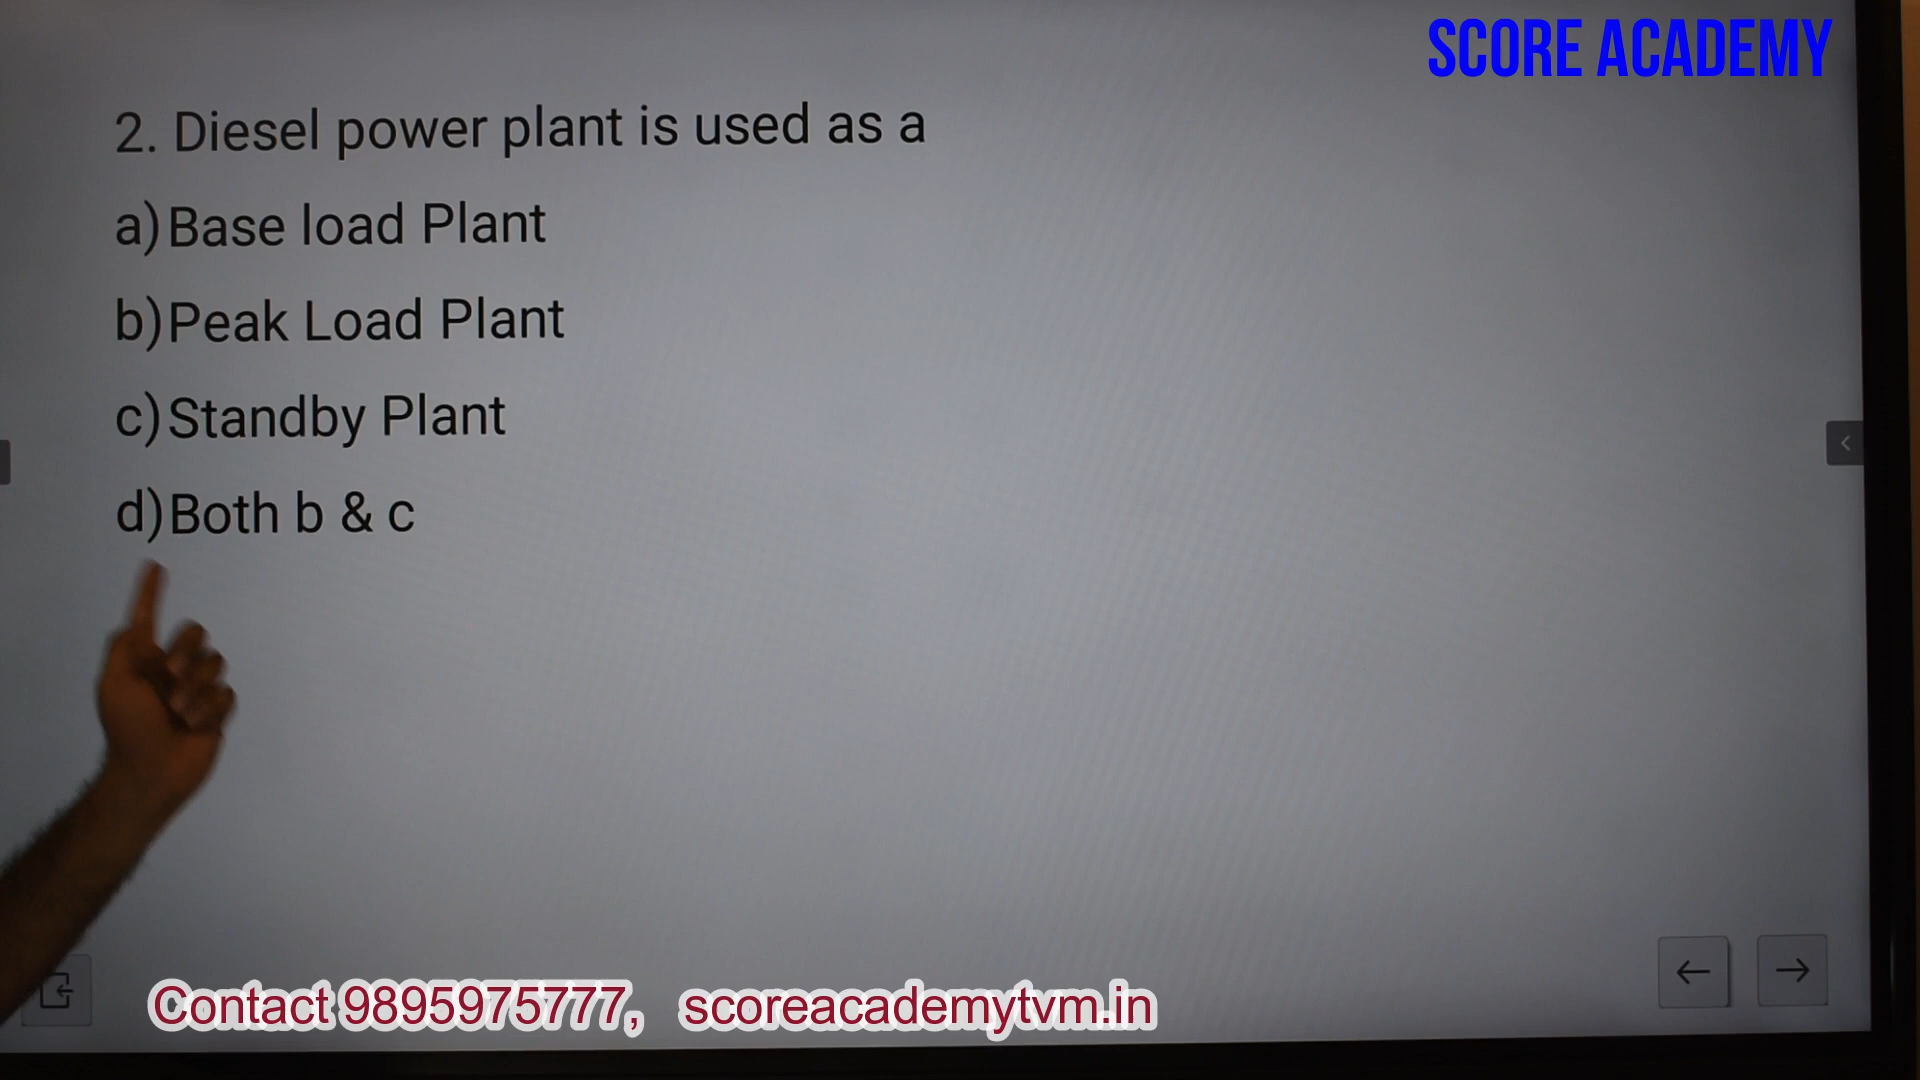 SCORE ACADEMY
2. Diesel power plant is used as a
a) Base load Plant
b) Peak Load Plant
c) Standby Plant
d) Both b & c
Contact 9895975777, scoreacademytvm.in